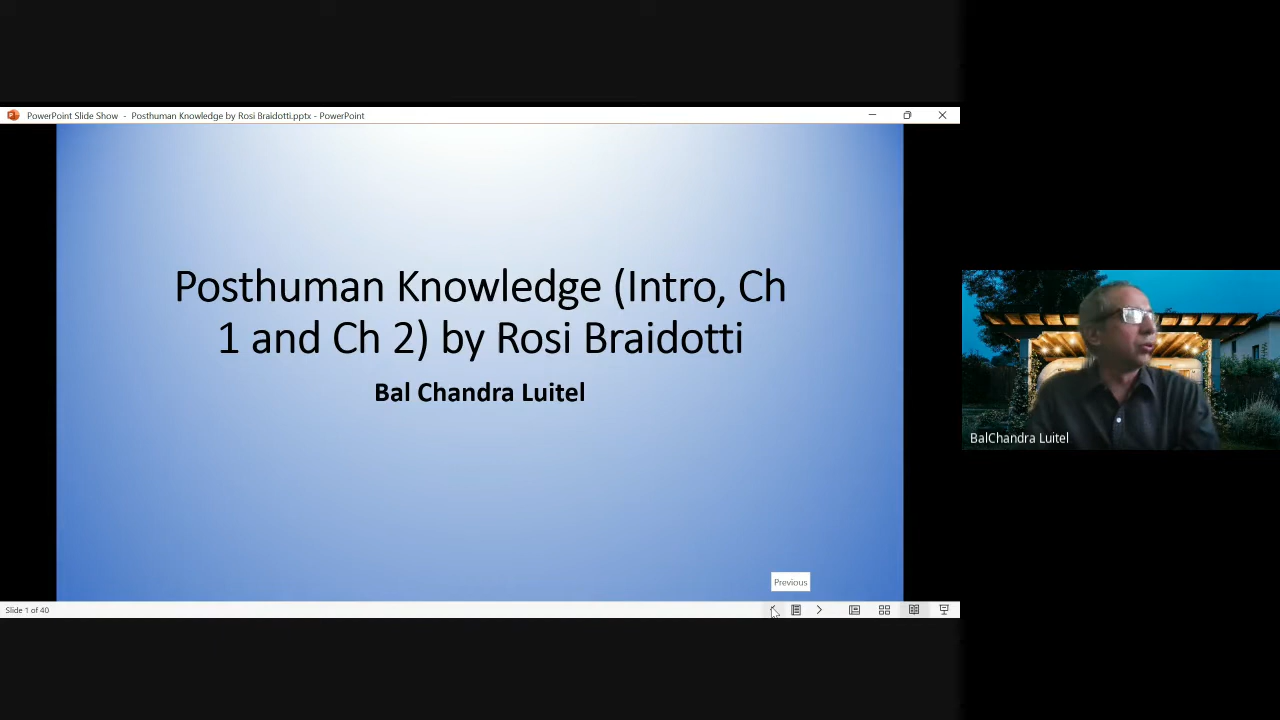 PowerPoint Slide Show - Posthuman Knowledge by Rosi Braidotti.pptx - PowerPoint
Posthuman Knowledge (Intro, Ch
1 and Ch 2) by Rosi Braidotti
Bal Chandra Luitel
BalChandra Luitel
Previous
Slide 1 of 40